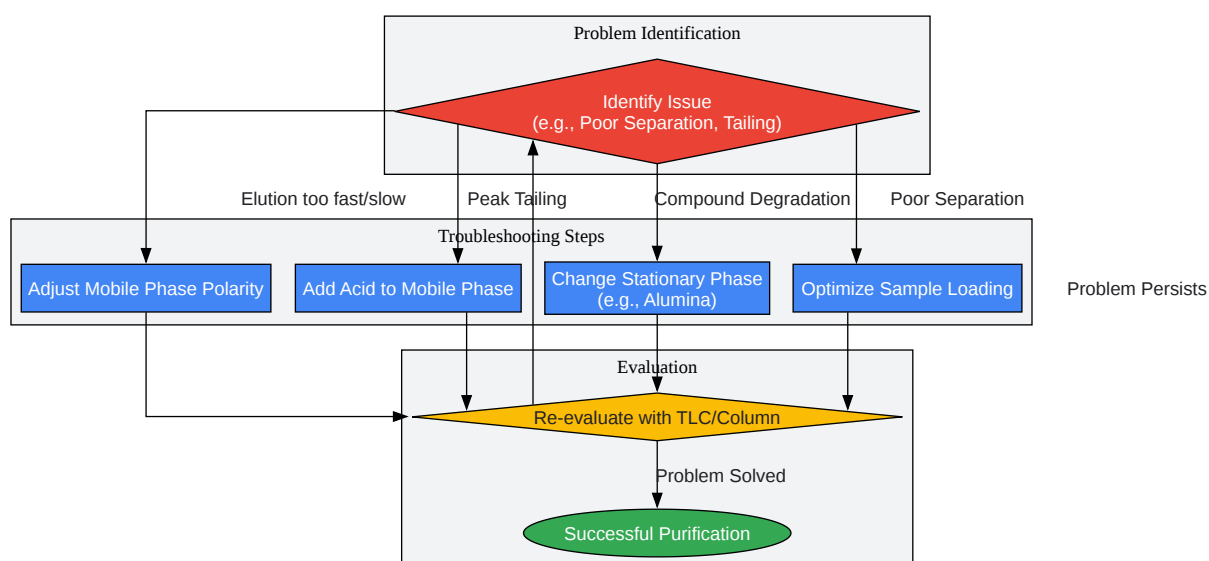 Problem Identification
Identify Issue
(e.g., Poor Separation, Tailing)
Elution too fast/slow
Peak Tailing
Compound Degradation
Poor Separation
Troubleshooting Steps
Adjust Mobile Phase Polarity
Add Acid to Mobile Phase
Change Stationary Phase
(e.g., Alumina)
Optimize Sample Loading
Problem Persists
Evaluation
Re-evaluate with TLC/Column
Problem Solved
Successful Purification